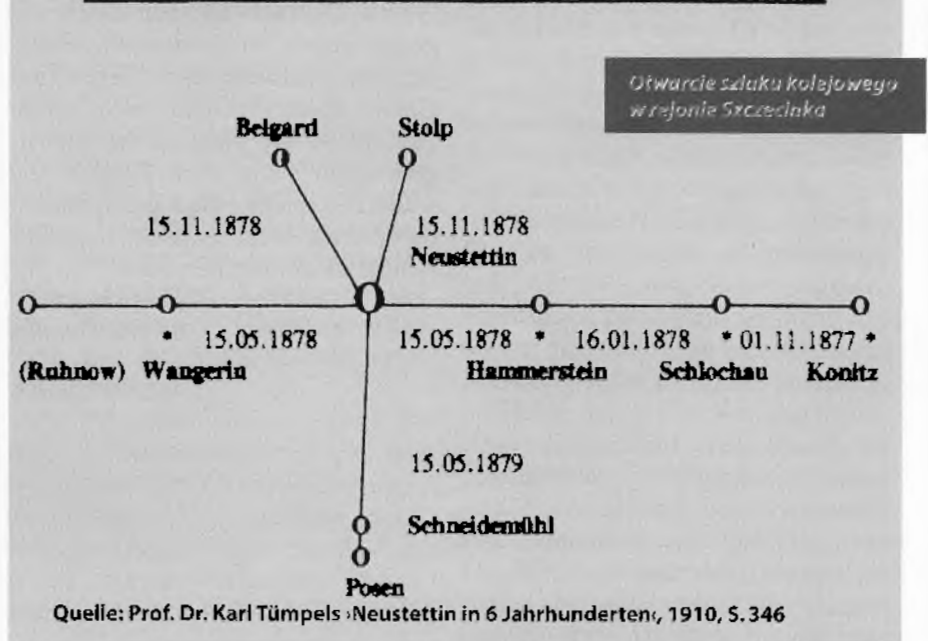 Otwarcie szlaku kolejowego
w rejonie Szczecinka
Belgard Stolp
15.11.1878 15.11.1878
Neustettin
* 15.05.1878 15.05.1878 * 16.01.1878 * 01.11.1877 *
(Ruhnow) Wangerin Hammerstein Schlochau Konitz
15.05.1879
Schneidemühl
Posen
Quelle: Prof. Dr. Karl Tümpels ›Neustettin in 6 Jahrhunderten‹, 1910, S. 346